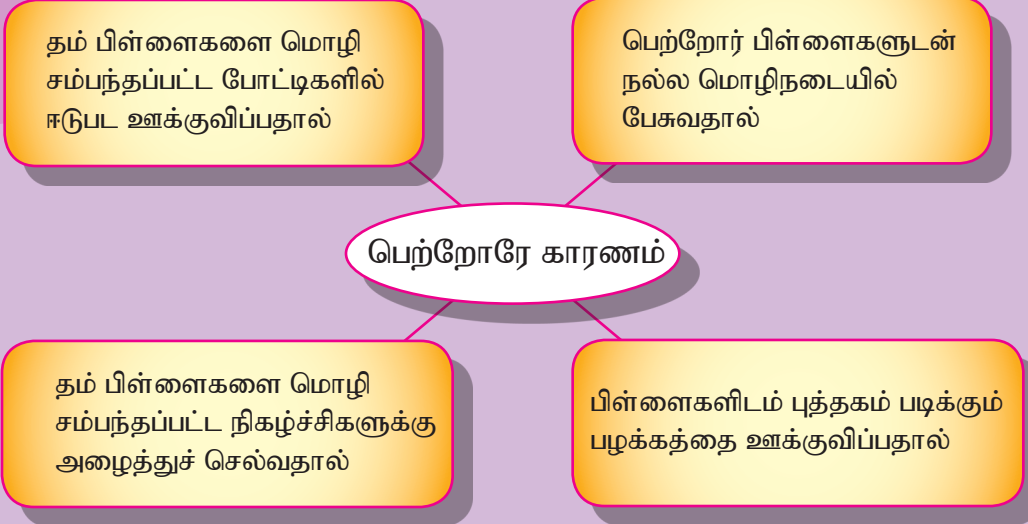 தம் பிள்ளைகளை மொழி
சம்பந்தப்பட்ட போட்டிகளில்
ஈடுபட ஊக்குவிப்பதால்
பெற்றோர் பிள்ளைகளுடன்
நல்ல மொழிநடையில்
பேசுவதால்
பெற்றோரே காரணம்
தம் பிள்ளைகளை மொழி
சம்பந்தப்பட்ட நிகழ்ச்சிகளுக்கு
அழைத்துச் செல்வதால்
பிள்ளைகளிடம் புத்தகம் படிக்கும்
பழக்கத்தை ஊக்குவிப்பதால்